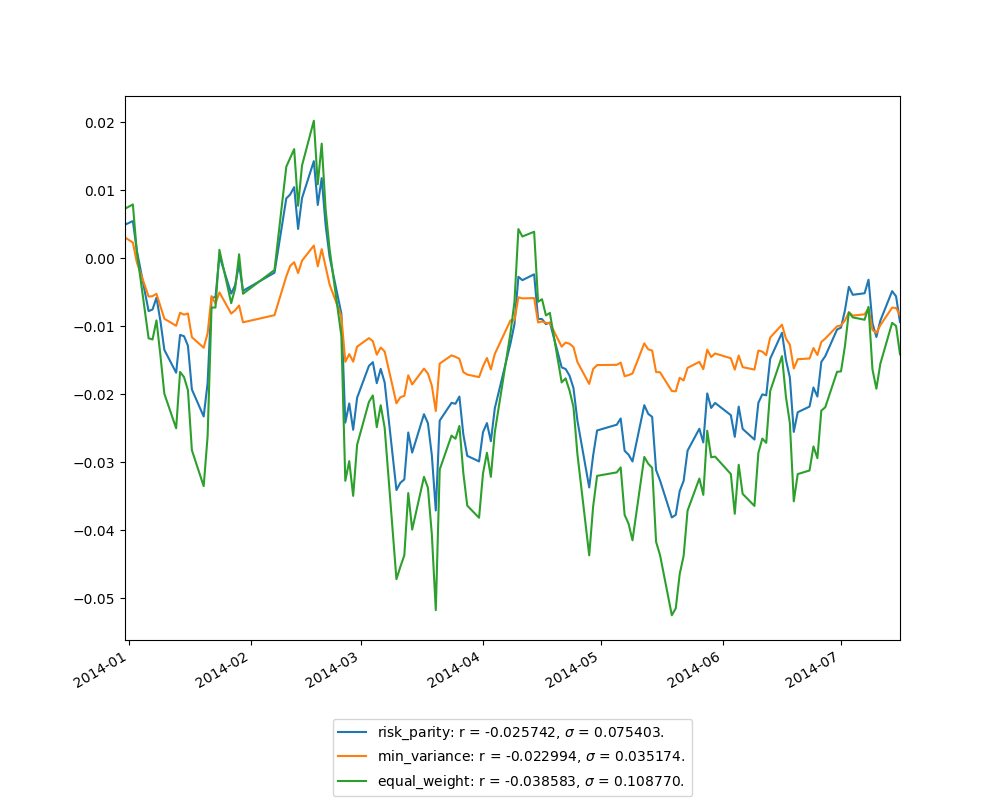 0.02
0.01
0.00
−0.01
−0.02
−0.03
−0.04
−0.05
2014-01 2014-02 2014-03 2014-04 2014-05 2014-06 2014-07
risk_parity: r = -0.025742, σ = 0.075403.
min_variance: r = -0.022994, σ = 0.035174.
equal_weight: r = -0.038583, σ = 0.108770.